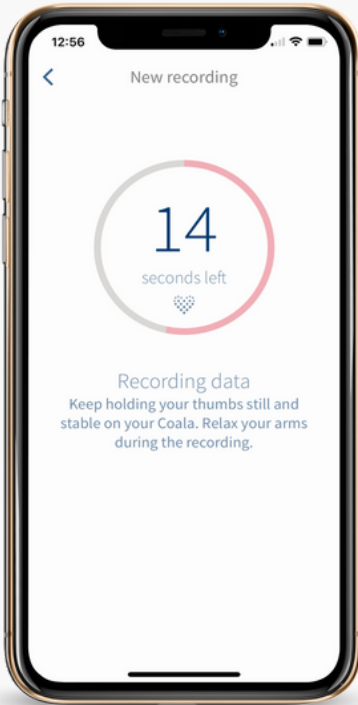 12:56
New recording
14
seconds left
Recording data
Keep holding your thumbs still and
stable on your Coala. Relax your arms
during the recording.